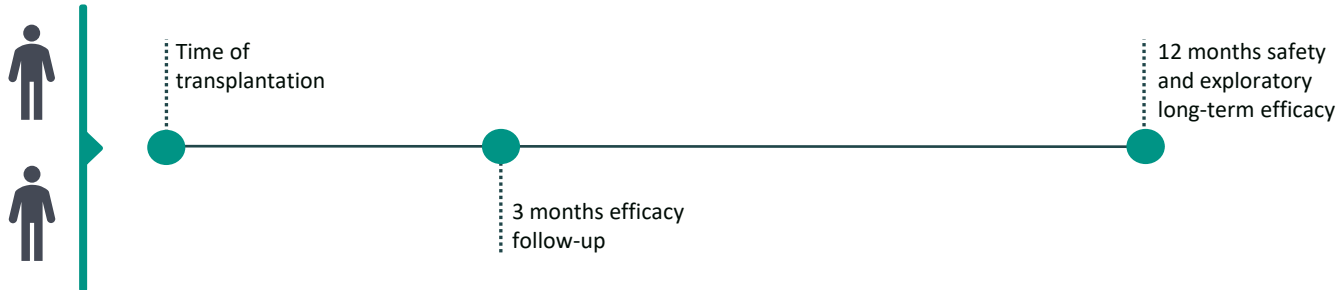 Time of
transplantation
3 months efficacy
follow-up
12 months safety
and exploratory
long-term efficacy